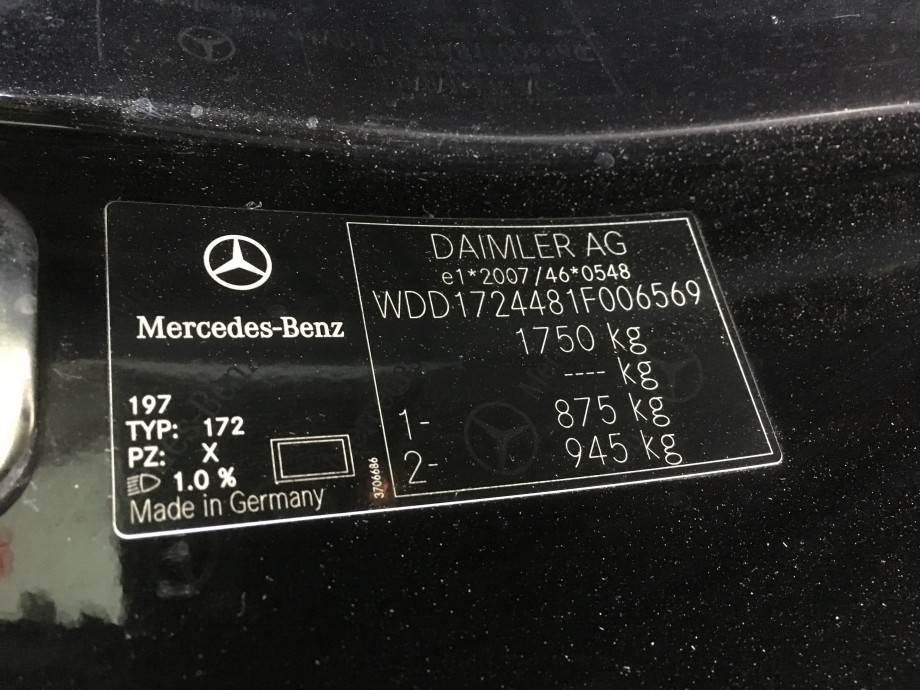 Mercedes-Benz
197
TYP: 172
PZ: X
1.0 %
Made in Germany
3706686
DAIMLER AG
e1*2007/46*0548
WDD1724481F006569
1750 kg
---- kg
1- 875 kg
2- 945 kg